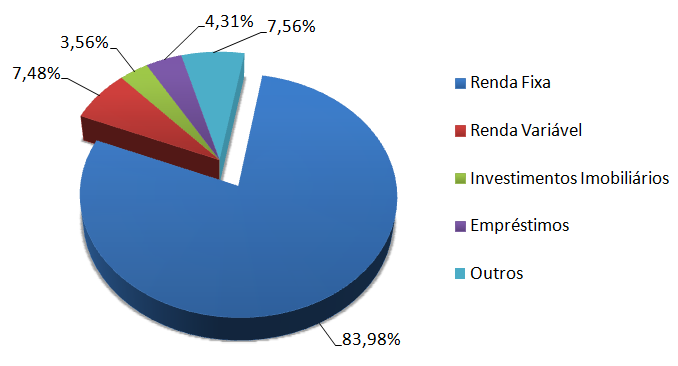 4,31%
3,56%
7,56%
7,48%
Renda Fixa
Renda Variável
Investimentos Imobiliários
Empréstimos
Outros
83,98%